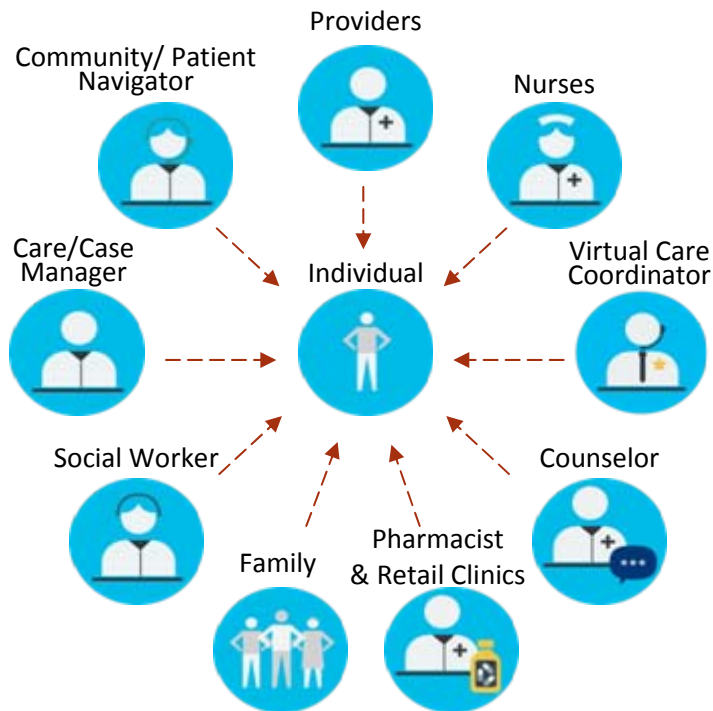 Providers
Community/ Patient
Navigator
Nurses
Care/Case
Manager
Individual
Virtual Care
Coordinator
Social Worker
Counselor
Family
Pharmacist
& Retail Clinics